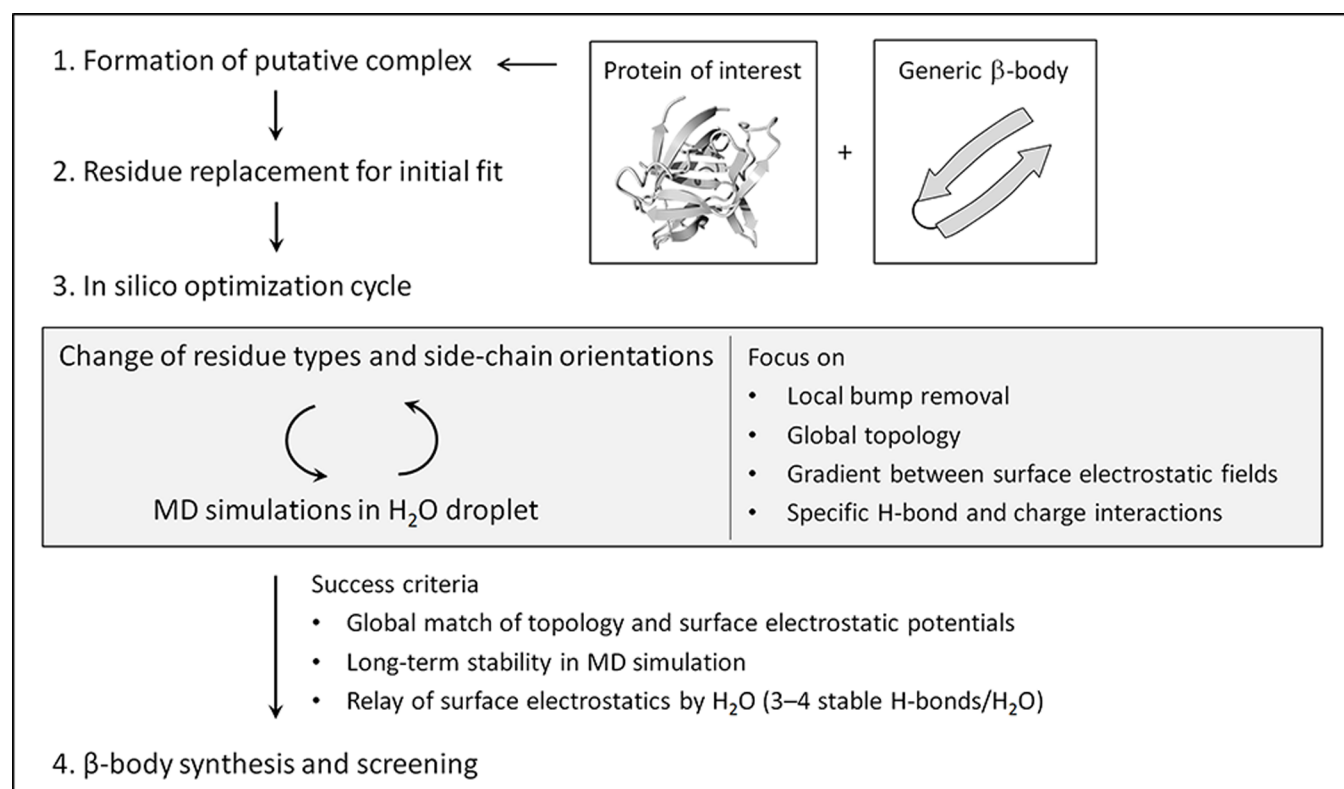 1. Formation of putative complex
Protein of interest
+
Generic β-body
2. Residue replacement for initial fit
3. In silico optimization cycle
Change of residue types and side-chain orientations
MD simulations in H₂O droplet
Focus on
• Local bump removal
• Global topology
• Gradient between surface electrostatic fields
• Specific H-bond and charge interactions
Success criteria
• Global match of topology and surface electrostatic potentials
• Long-term stability in MD simulation
• Relay of surface electrostatics by H₂O (3–4 stable H-bonds/H₂O)
4. β-body synthesis and screening